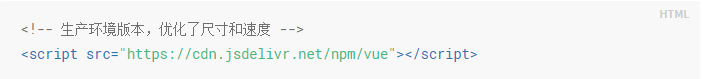 HTML
<!-- 生产环境版本，优化了尺寸和速度 -->
<script src="https://cdn.jsdelivr.net/npm/vue"></script>